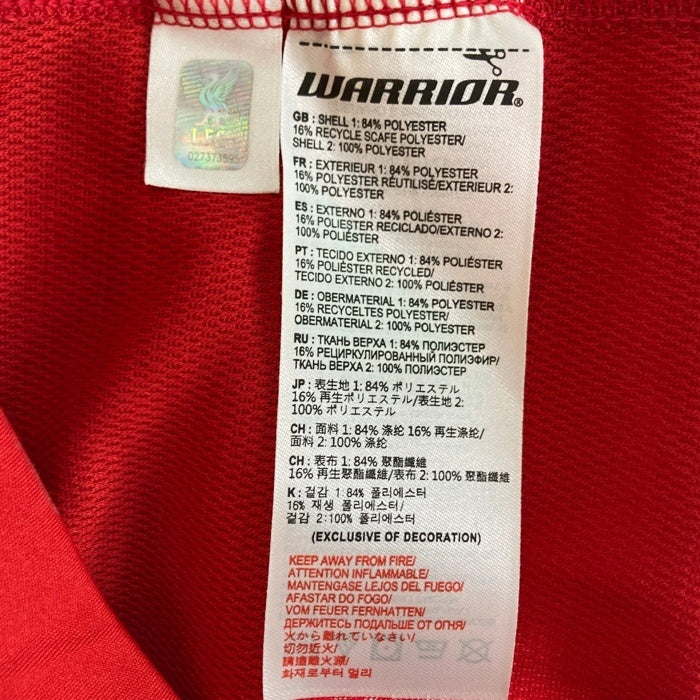 L.F.C
WARRIOR®
GB : SHELL 1: 84% POLYESTER
16% RECYCLE SCAFE POLYESTER/
SHELL 2: 100% POLYESTER
FR : EXTERIEUR 1: 84% POLYESTER
16% POLYESTER RÉUTILISÉ/EXTERIEUR 2:
100% POLYESTER
ES : EXTERNO 1: 84% POLIÉSTER
16% POLIESTER RECICLADO/EXTERNO 2:
100% POLIÉSTER
PT : TECIDO EXTERNO 1: 84% POLIÉSTER
16% POLIÉSTER RECYCLED/
TECIDO EXTERNO 2: 100% POLIÉSTER
DE : OBERMATERIAL 1: 84% POLYESTER
16% RECYCELTES POLYESTER/
OBERMATERIAL 2: 100% POLYESTER
RU : ТКАНЬ ВЕРХА 1: 84% ПОЛИЭСТЕР
16% РЕЦИРКУЛИРОВАННЫЙ ПОЛИЭФИР/
ТКАНЬ ВЕРХА 2: 100% ПОЛИЭСТЕР
JP : 表生地 1: 84% ポリエステル
16% 再生ポリエステル/表生地 2:
100% ポリエステル
CH : 面料 1: 84% 涤纶 16% 再生涤纶/
面料 2: 100% 涤纶
CH : 表布 1: 84% 聚酯纖維
16% 再生聚酯纖維/表布 2: 100% 聚酯纖維
K : 겉감 1:84% 폴리에스터
16% 재생 폴리에스터/
겉감 2:100% 폴리에스터
(EXCLUSIVE OF DECORATION)
KEEP AWAY FROM FIRE/
ATTENTION INFLAMMABLE/
MANTENGASE LEJOS DEL FUEGO/
AFASTAR DO FOGO/
VOM FEUER FERNHATTEN/
ДЕРЖИТЕСЬ ПОДАЛЬШЕ ОТ ОГНЯ/
火から離れていなさい/
切勿近火/
請遠離火源/
화재로부터 멀리